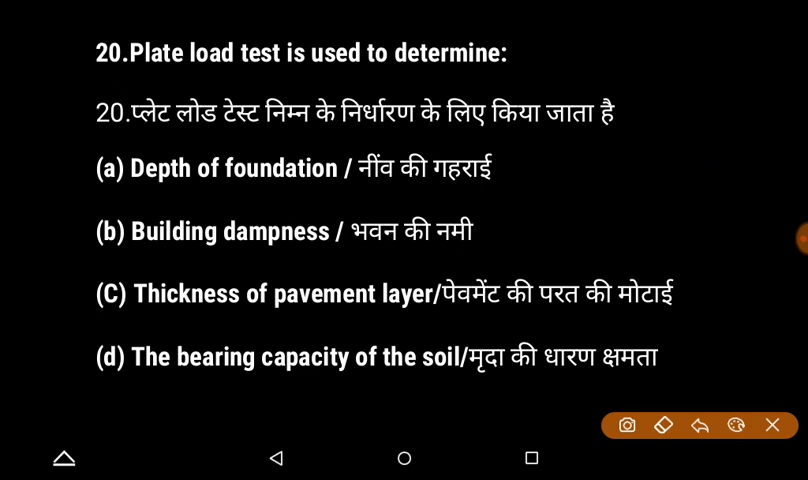 20.Plate load test is used to determine:
20.प्लेट लोड टेस्ट निम्न के निर्धारण के लिए किया जाता है
(a) Depth of foundation / नींव की गहराई
(b) Building dampness / भवन की नमी
(C) Thickness of pavement layer/पेवमेंट की परत की मोटाई
(d) The bearing capacity of the soil/मृदा की धारण क्षमता